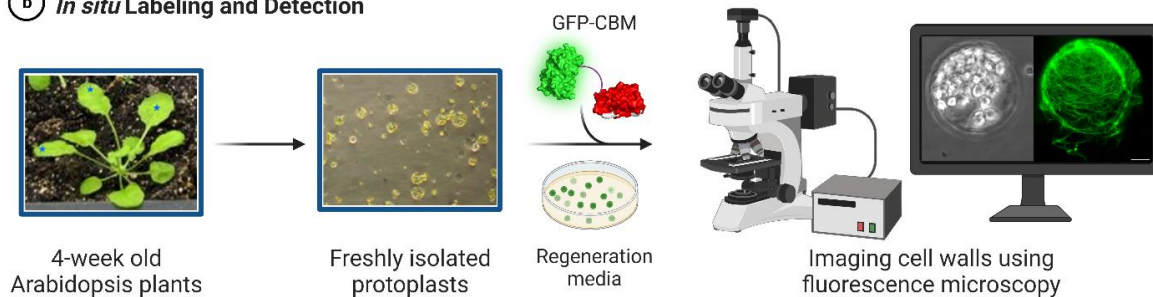 b In situ Labeling and Detection
GFP-CBM
4-week old
Arabidopsis plants
Freshly isolated
protoplasts
Regeneration
media
Imaging cell walls using
fluorescence microscopy